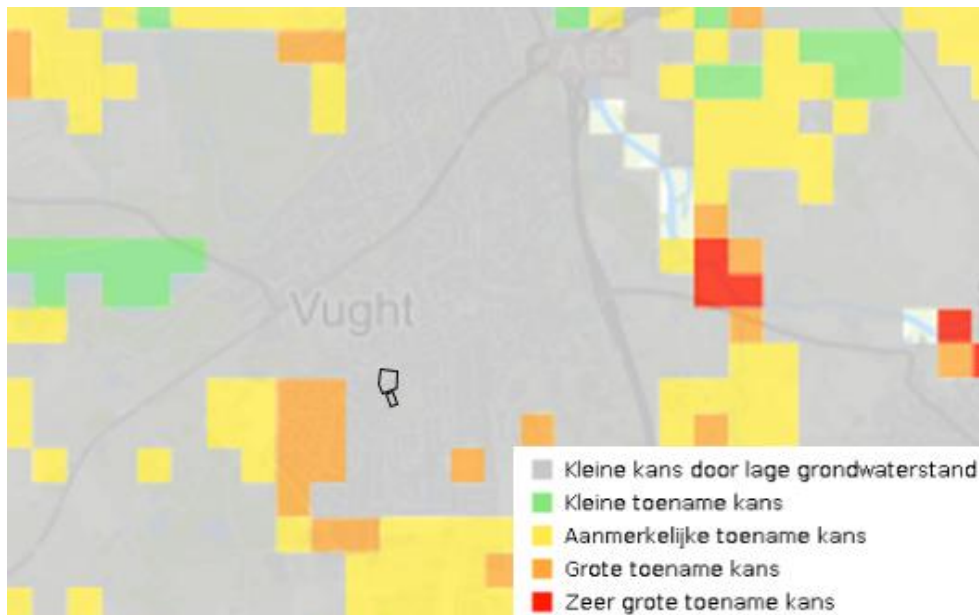 A65
Vught
Kleine kans door lage grondwaterstand
Kleine toename kans
Aanmerkelijke toename kans
Grote toename kans
Zeer grote toename kans